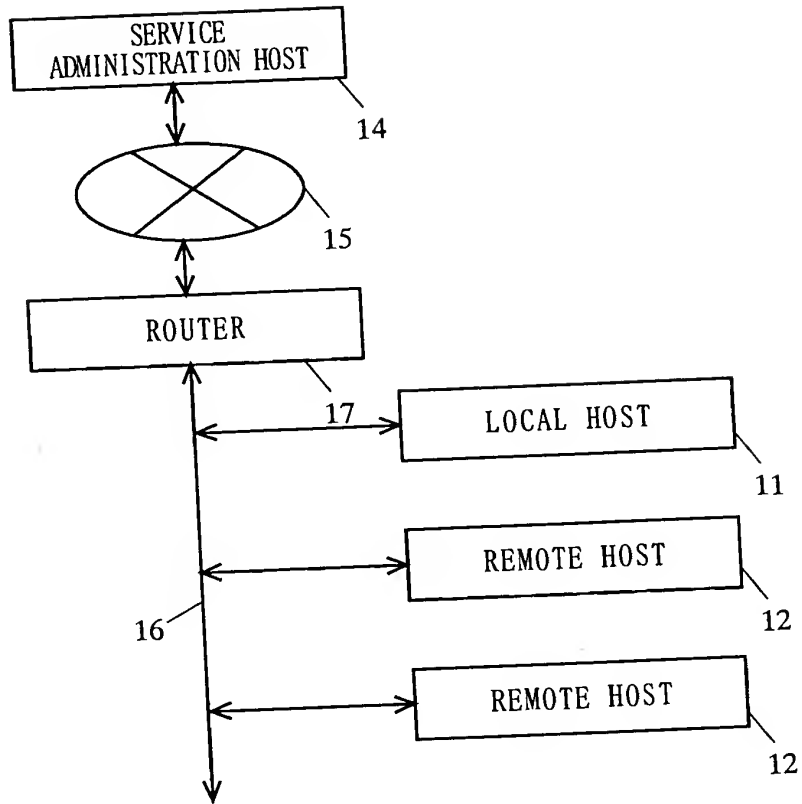 SERVICE
ADMINISTRATION HOST
14
15
ROUTER
17
LOCAL HOST
11
REMOTE HOST
12
16
REMOTE HOST
12